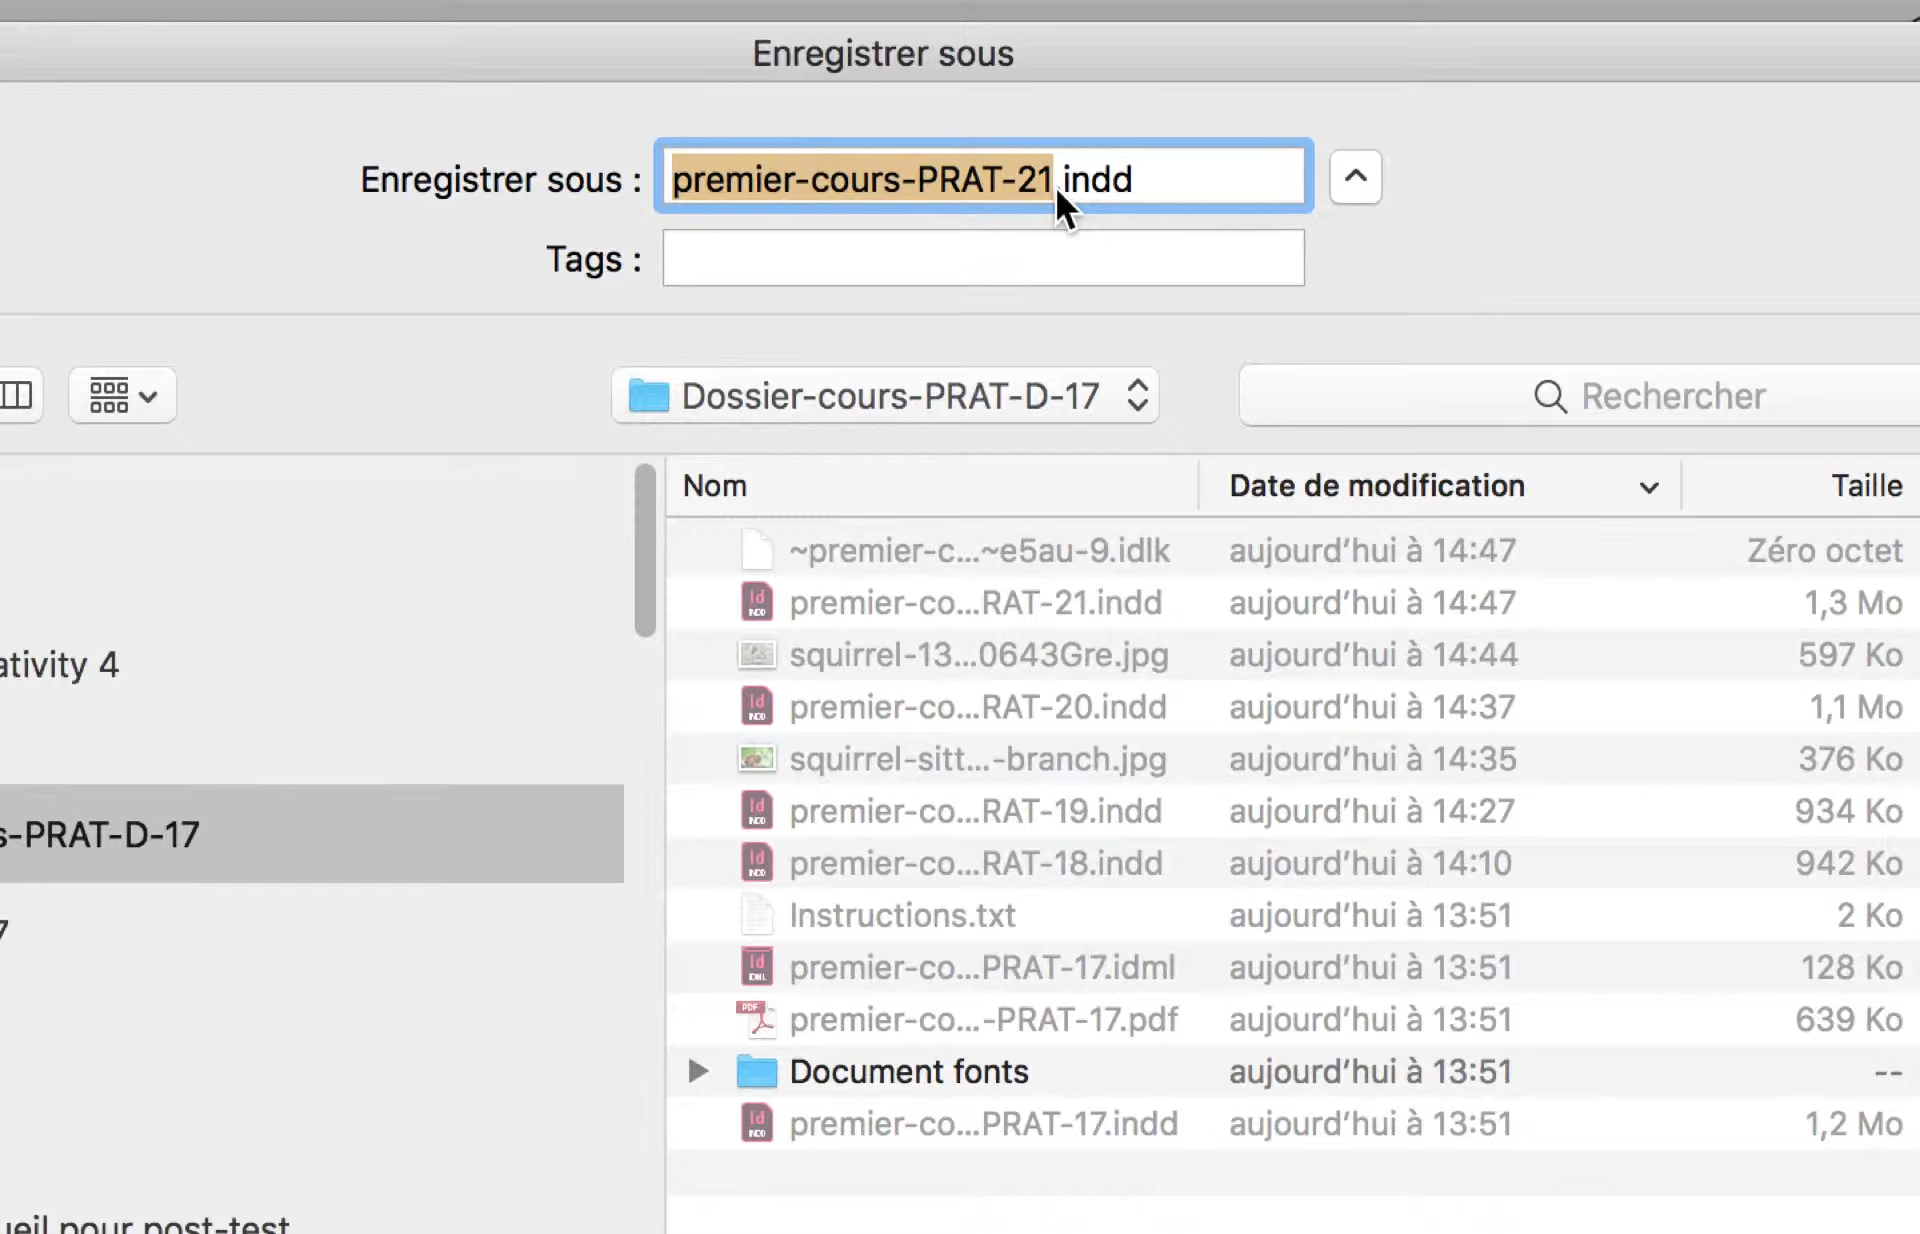 Enregistrer sous
Enregistrer sous : premier-cours-PRAT-21.indd
Tags :
Dossier-cours-PRAT-D-17 Rechercher
Nom Date de modification Taille
~premier-c...~e5au-9.idlk aujourd’hui à 14:47 Zéro octet
premier-co...RAT-21.indd aujourd’hui à 14:47 1,3 Mo
squirrel-13...0643Gre.jpg aujourd’hui à 14:44 597 Ko
ativity 4
premier-co...RAT-20.indd aujourd’hui à 14:37 1,1 Mo
squirrel-sitt...-branch.jpg aujourd’hui à 14:35 376 Ko
premier-co...RAT-19.indd aujourd’hui à 14:27 934 Ko
s-PRAT-D-17
premier-co...RAT-18.indd aujourd’hui à 14:10 942 Ko
Instructions.txt aujourd’hui à 13:51 2 Ko
7
premier-co...PRAT-17.idml aujourd’hui à 13:51 128 Ko
premier-co...-PRAT-17.pdf aujourd’hui à 13:51 639 Ko
Document fonts aujourd’hui à 13:51 --
premier-co...PRAT-17.indd aujourd’hui à 13:51 1,2 Mo
ueil pour post-test